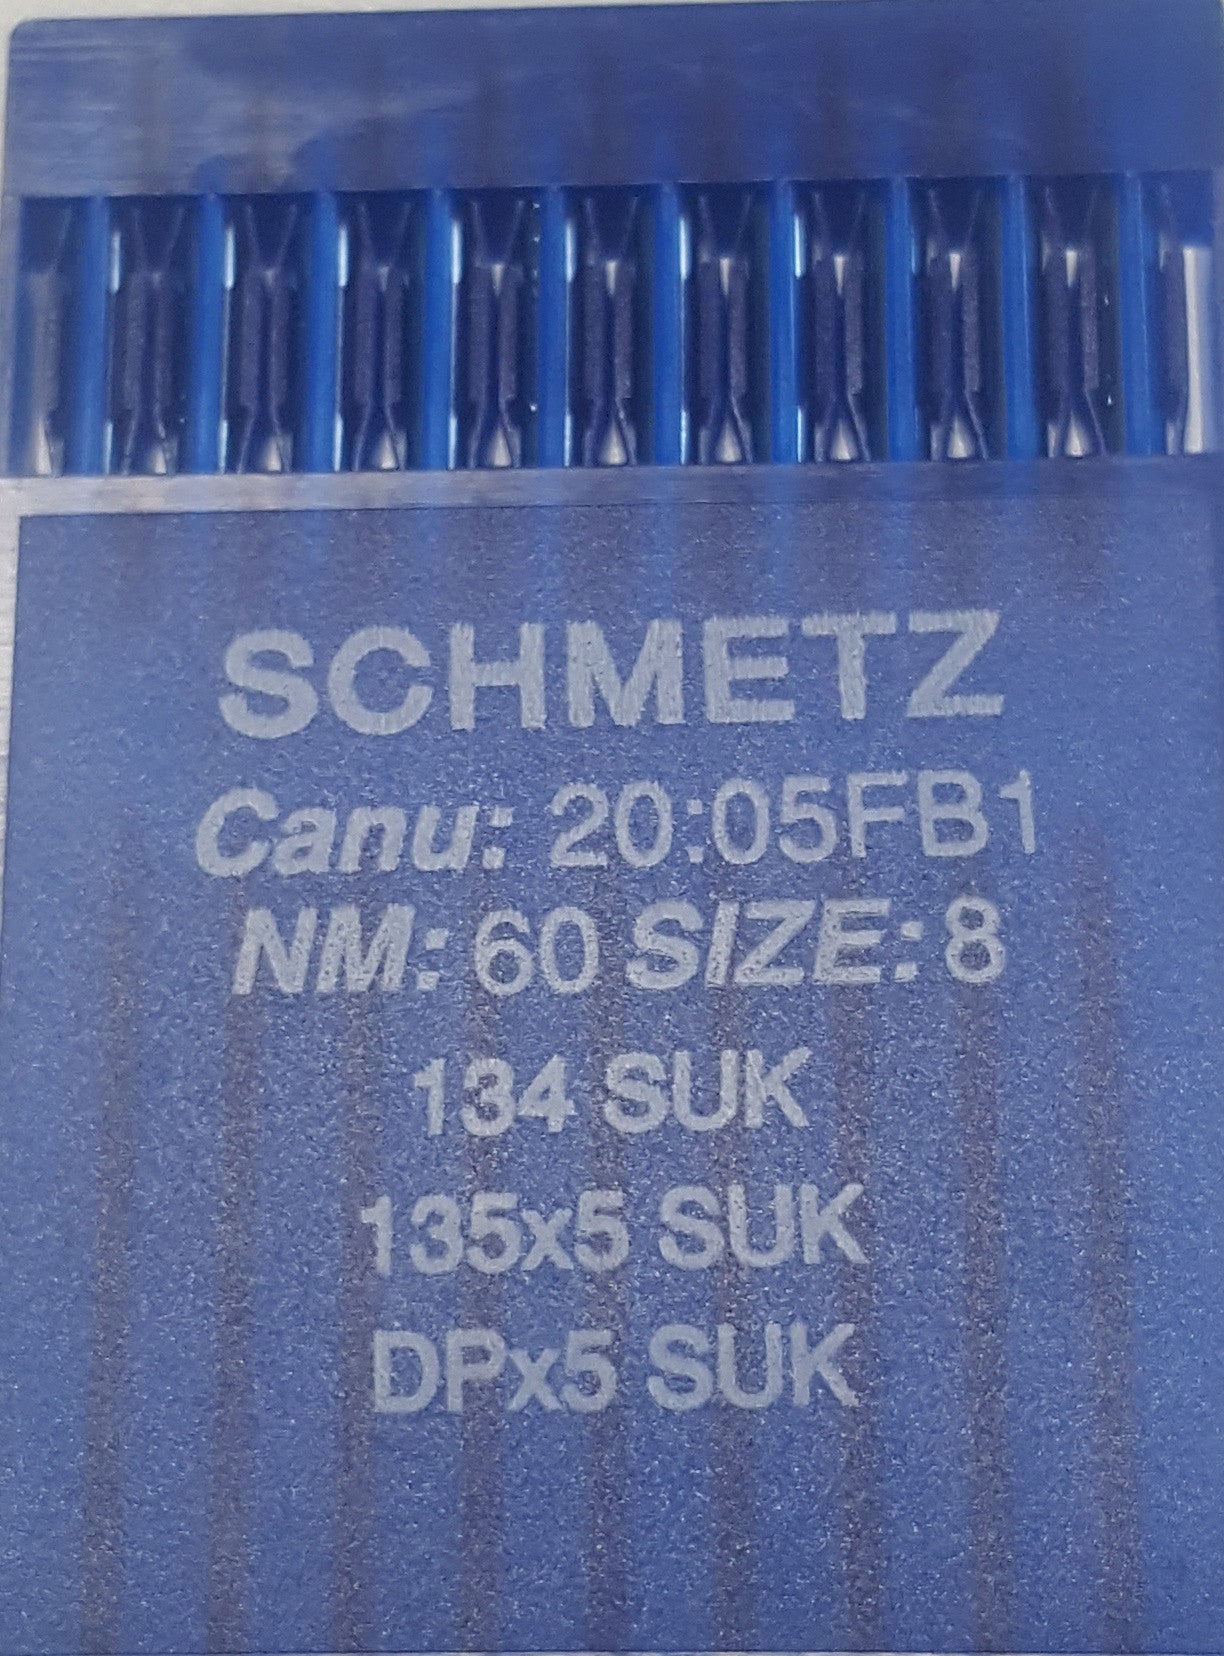 SCHMETZ
Canu: 20:05FB1
NM: 60 SIZE: 8
134 SUK
135x5 SUK
DPx5 SUK